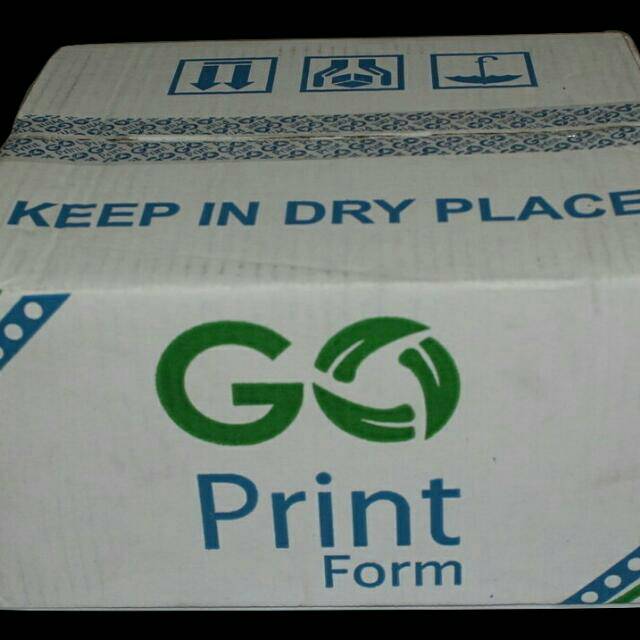 KEEP IN DRY PLACE
GO
Print
Form